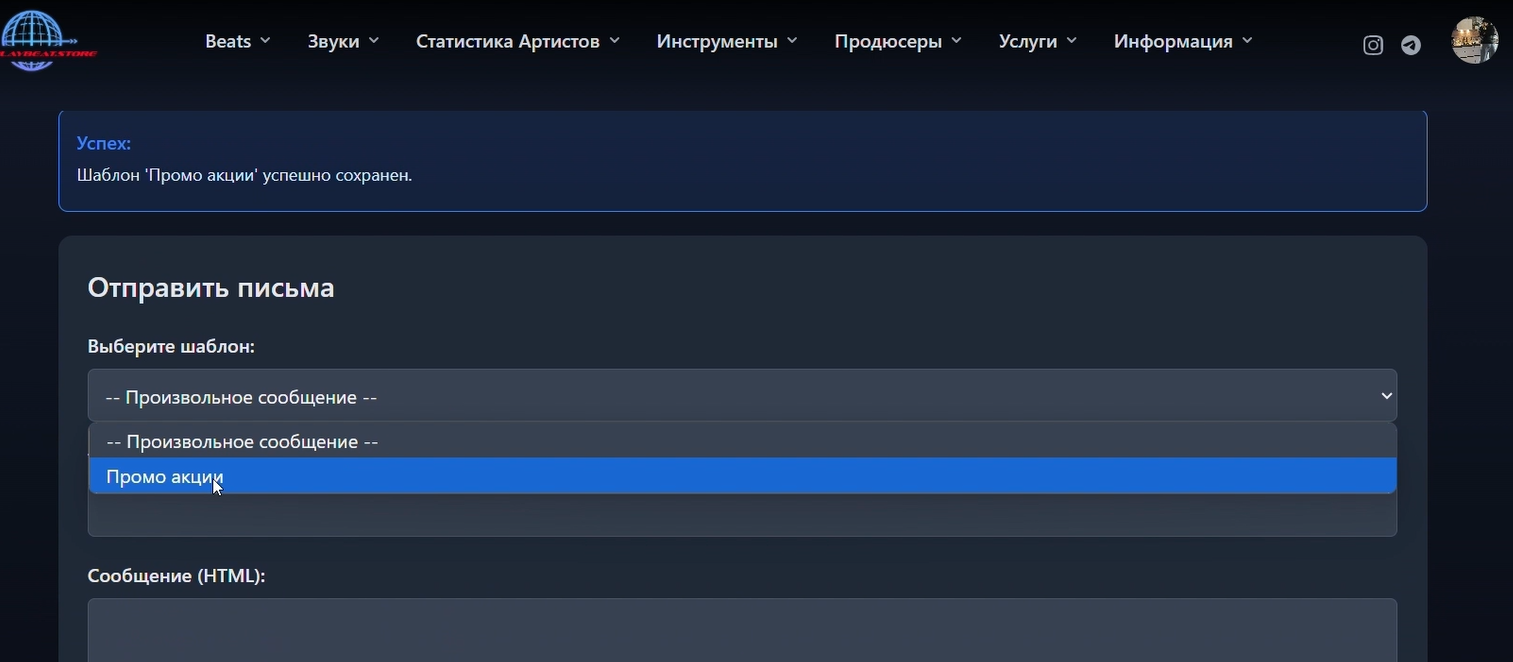 Beats
Звуки
Статистика Артистов
Инструменты
Продюсеры
Услуги
Информация
Успех:
Шаблон 'Промо акции' успешно сохранен.
Отправить письма
Выберите шаблон:
-- Произвольное сообщение --
-- Произвольное сообщение --
Промо акции
Сообщение (HTML):